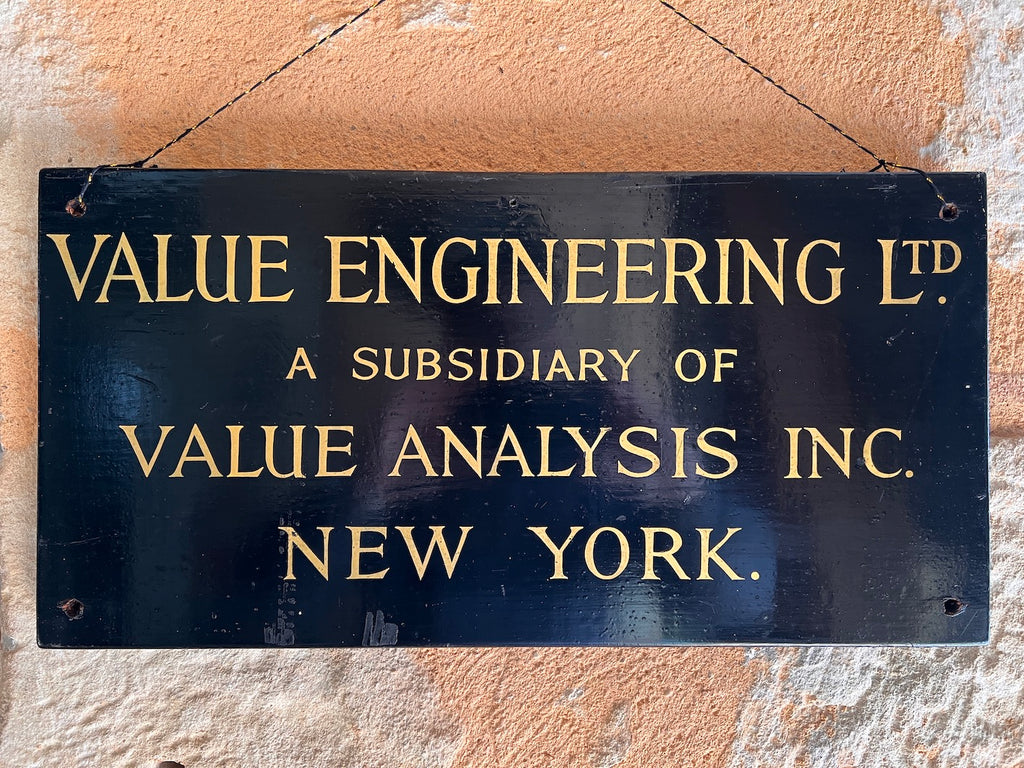 VALUE ENGINEERING LTD.
A SUBSIDIARY OF
VALUE ANALYSIS INC.
NEW YORK.